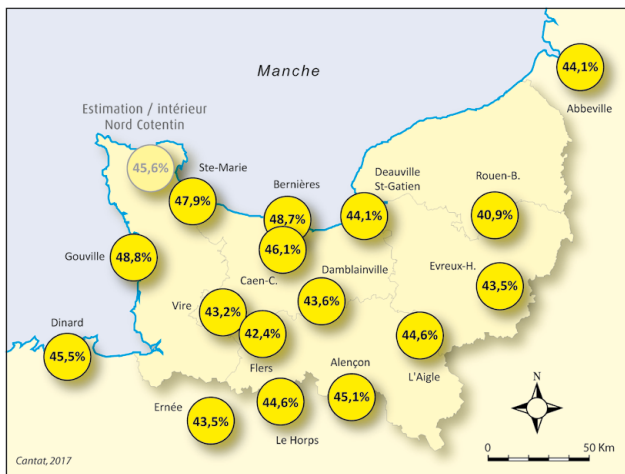 Manche
44,1%
Abbeville
Estimation / intérieur
Nord Cotentin
45,6%
Ste-Marie
47,9%
Bernières
48,7%
Deauville
St-Gatien
44,1%
Rouen-B.
40,9%
46,1%
Caen-C.
Gouville
48,8%
Damblainville
43,6%
Evreux-H.
43,5%
Vire
43,2%
42,4%
Flers
Dinard
45,5%
44,6%
L'Aigle
Alençon
45,1%
Ernée
43,5%
44,6%
Le Horps
N
0 50 Km
Cantat, 2017